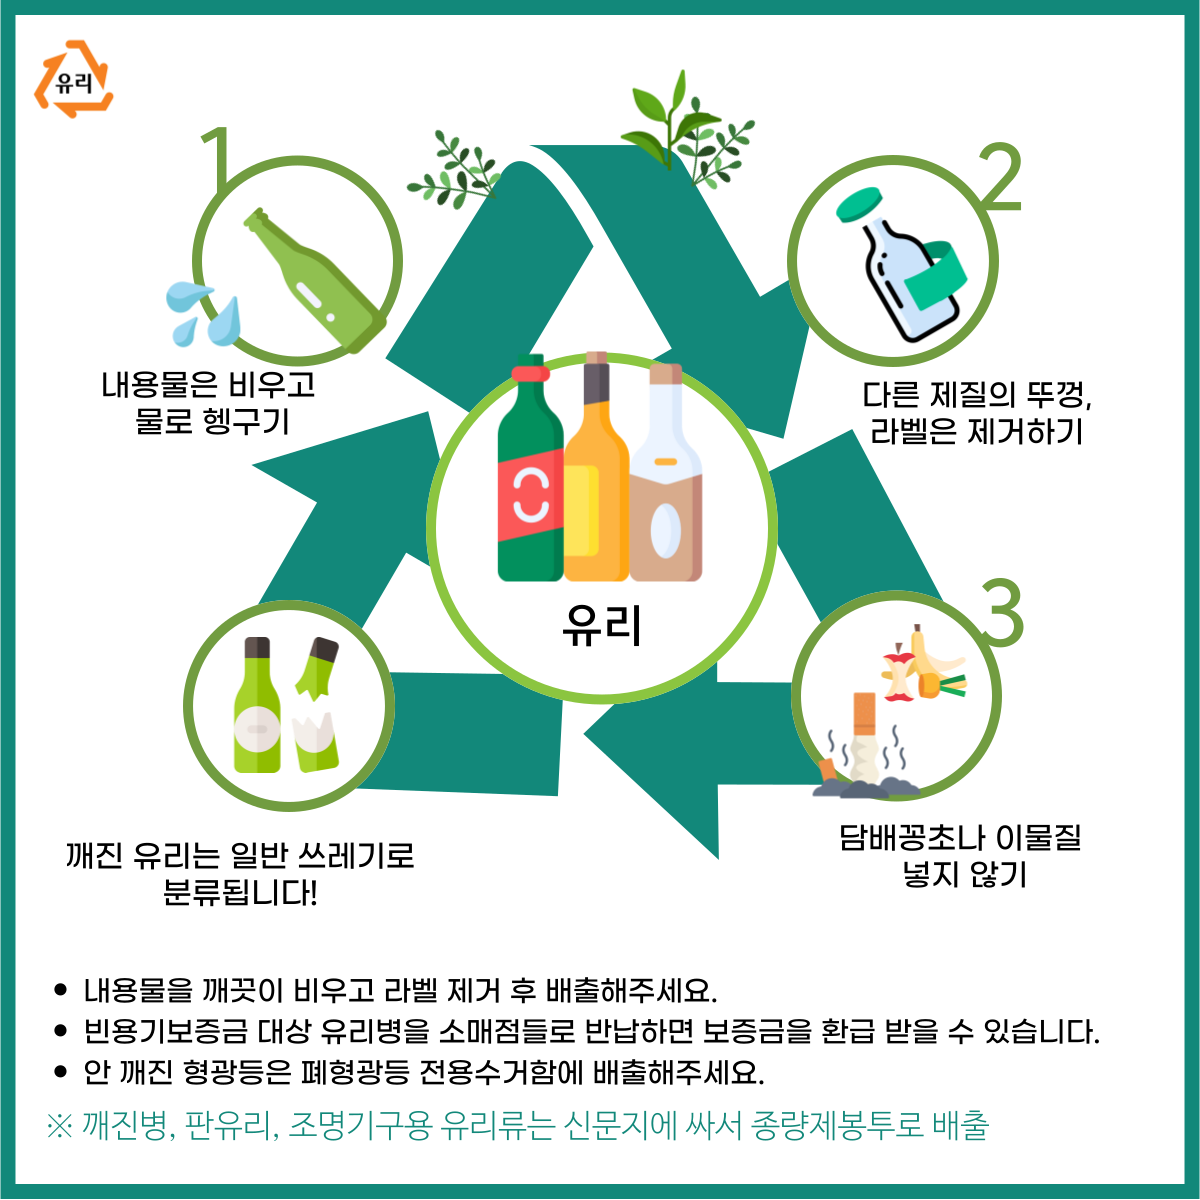 유리
1
내용물은 비우고
물로 헹구기
2
다른 제질의 뚜껑,
라벨은 제거하기
유리
3
담배꽁초나 이물질
넣지 않기
깨진 유리는 일반 쓰레기로
분류됩니다!
• 내용물을 깨끗이 비우고 라벨 제거 후 배출해주세요.
• 빈용기보증금 대상 유리병을 소매점들로 반납하면 보증금을 환급 받을 수 있습니다.
• 안 깨진 형광등은 폐형광등 전용수거함에 배출해주세요.
※ 깨진병, 판유리, 조명기구용 유리류는 신문지에 싸서 종량제봉투로 배출